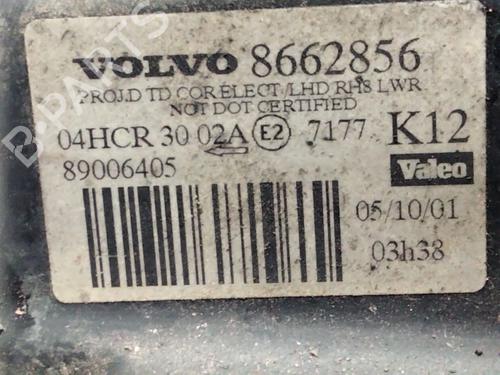 VOLVO 8662856
PROJ.D TD COR.ELECT /LHD RHS LWR
NOT DOT CERTIFIED
04HCR 30 02A E2 7177 K12
89006405 Valeo
05/10/01
03h38
B-PARTS